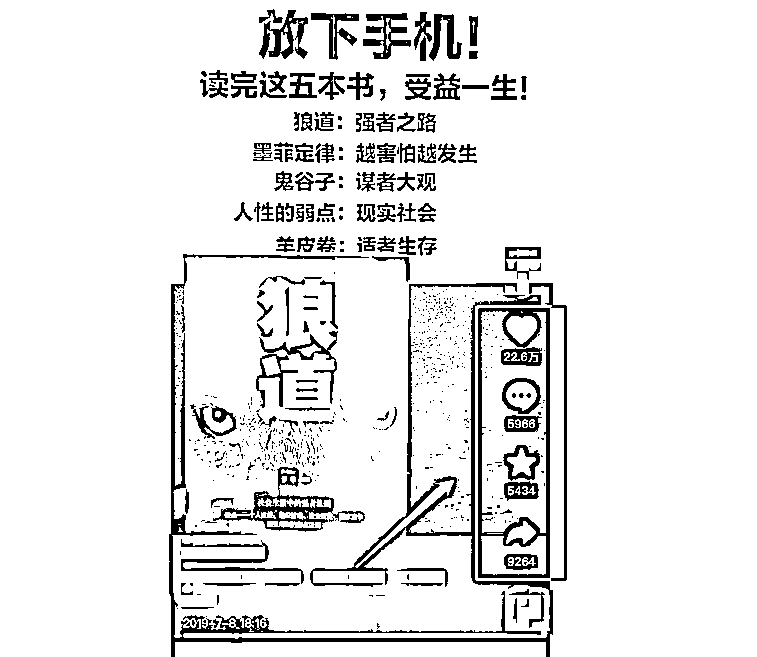 放下手机！
读完这五本书，受益一生！
狼道：强者之路
墨菲定律：越害怕越发生
鬼谷子：谋者大观
人性的弱点：现实社会
羊皮卷：适者生存
狼
道
22.6万
5966
5434
9264
2019-7-8 18:16